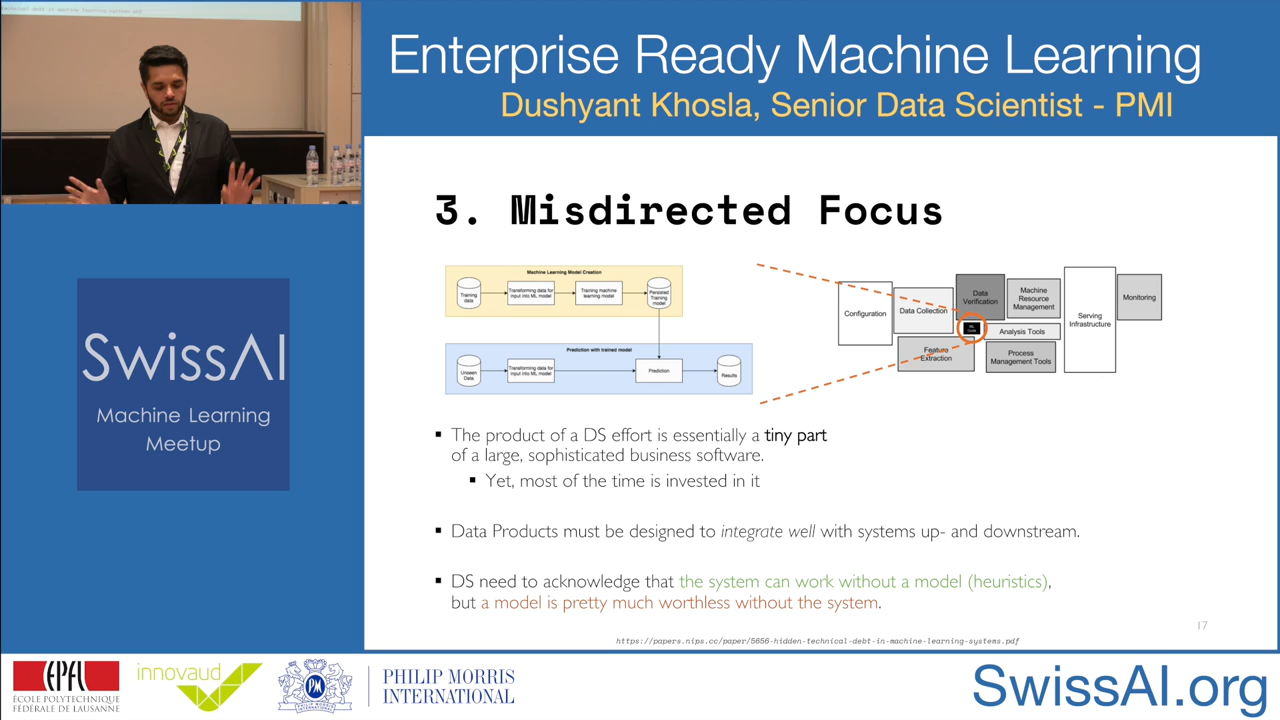 Enterprise Ready Machine Learning
Dushyant Khosla, Senior Data Scientist - PMI
3. Misdirected Focus
Machine Learning Model Creation
Training
data
Transforming data for
input into ML model
Training machine
learning model
Persisted
Training
model
Prediction with trained model
Unseen
Data
Transforming data for
input into ML model
Prediction
Results
Configuration
Data Collection
Data
Verification
Machine
Resource
Management
ML
Code
Analysis Tools
Feature
Extraction
Process
Management Tools
Serving
Infrastructure
Monitoring
▪ The product of a DS effort is essentially a tiny part
of a large, sophisticated business software.
▪ Yet, most of the time is invested in it
▪ Data Products must be designed to integrate well with systems up- and downstream.
▪ DS need to acknowledge that the system can work without a model (heuristics),
but a model is pretty much worthless without the system.
17
https://papers.nips.cc/paper/5656-hidden-technical-debt-in-machine-learning-systems.pdf
SwissAI
Machine Learning
Meetup
EPFL
ÉCOLE POLYTECHNIQUE
FÉDÉRALE DE LAUSANNE
innovaud
PM
PHILIP MORRIS
INTERNATIONAL
SwissAI.org